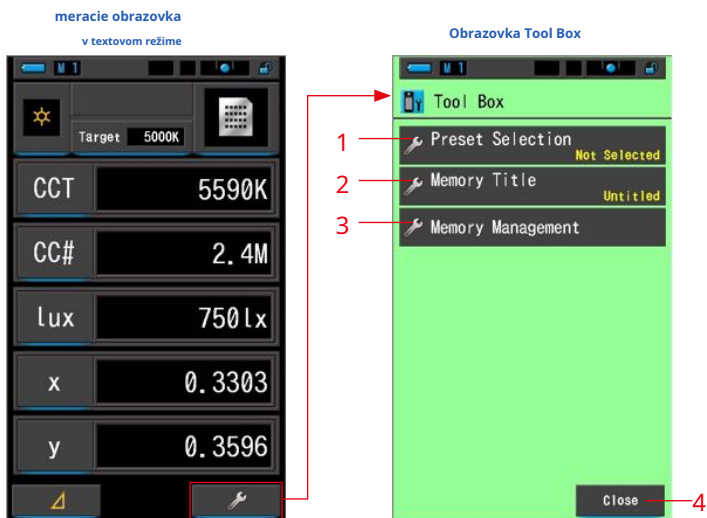 meracie obrazovka
v textovom režime
M 1
Target 5000K
CCT 5590K
CC# 2.4M
lux 750lx
x 0.3303
y 0.3596
Obrazovka Tool Box
M 1
Tool Box
1 Preset Selection
Not Selected
2 Memory Title
Untitled
3 Memory Management
Close 4